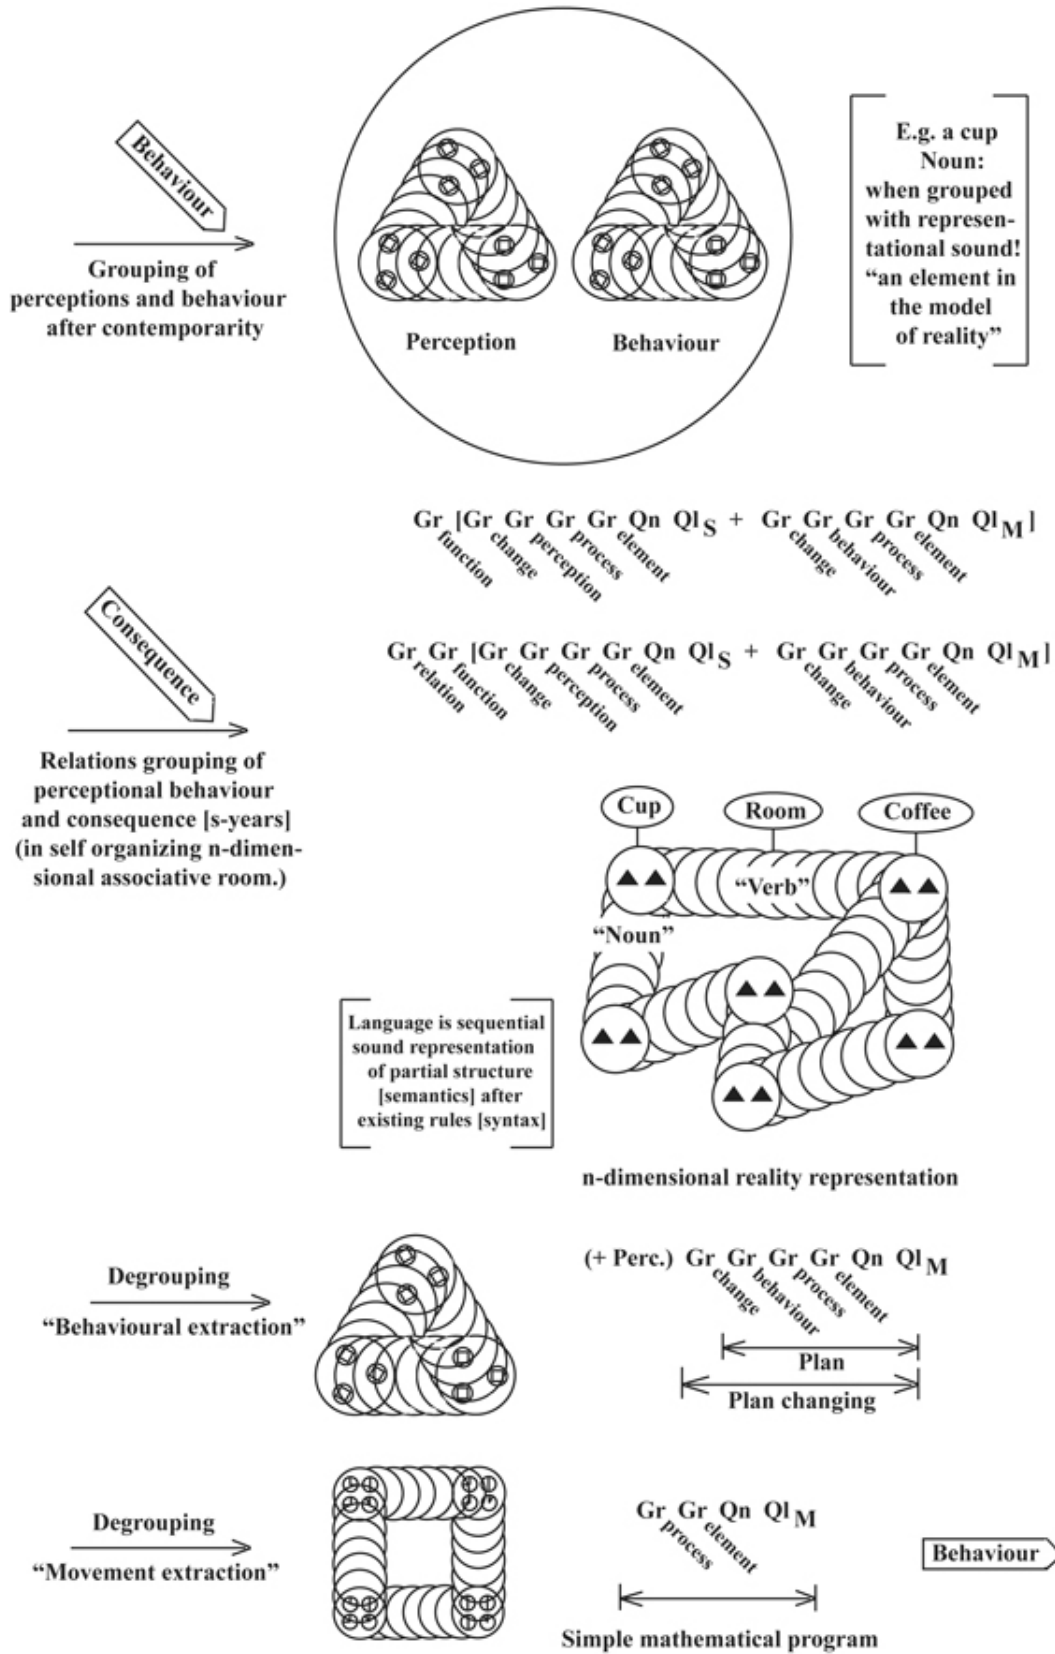 Behaviour
Grouping of
perceptions and behaviour
after contemporarity
Perception
Behaviour
E.g. a cup
Noun:
when grouped
with represen-
tational sound!
“an element in
the model
of reality”
Gr [Gr Gr Gr Gr Qn Ql S + Gr Gr Gr Gr Qn Ql M]
function change perception process element change behaviour process element
Consequence
Gr Gr [Gr Gr Gr Gr Qn Ql S + Gr Gr Gr Gr Qn Ql M]
relation function change perception process element change behaviour process element
Relations grouping of
perceptional behaviour
and consequence [s-years]
(in self organizing n-dimen-
sional associative room.)
Cup
Room
Coffee
“Verb”
“Noun”
Language is sequential
sound representation
of partial structure
[semantics] after
existing rules [syntax]
n-dimensional reality representation
Degrouping
“Behavioural extraction”
(+ Perc.) Gr Gr Gr Gr Qn Ql M
change behaviour process element
Plan
Plan changing
Degrouping
“Movement extraction”
Gr Gr Qn Ql M
process element
Simple mathematical program
Behaviour